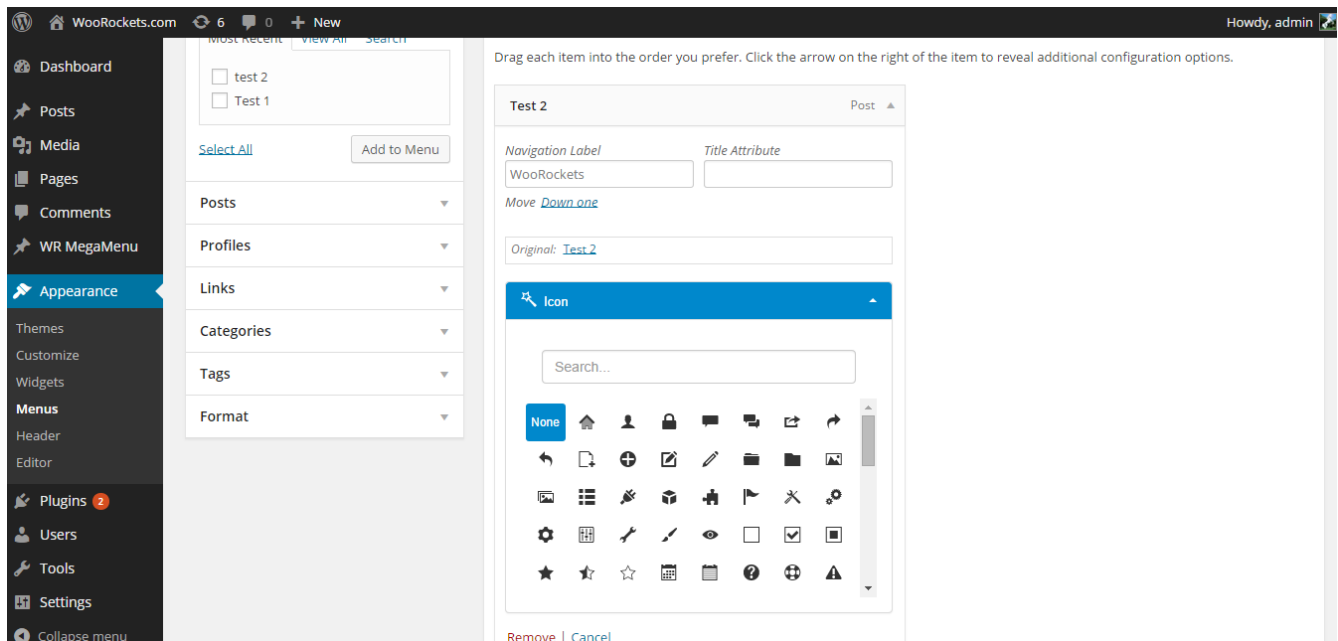 WooRockets.com 6 0 New Howdy, admin
Dashboard
Posts
Media
Pages
Comments
WR MegaMenu
Appearance
Themes
Customize
Widgets
Menus
Header
Editor
Plugins 2
Users
Tools
Settings
Collapse menu
Most Recent View All Search
test 2
Test 1
Select All Add to Menu
Posts
Profiles
Links
Categories
Tags
Format
Drag each item into the order you prefer. Click the arrow on the right of the item to reveal additional configuration options.
Test 2 Post
Navigation Label Title Attribute
WooRockets
Move Down one
Original: Test 2
Icon
Search...
None
Remove | Cancel